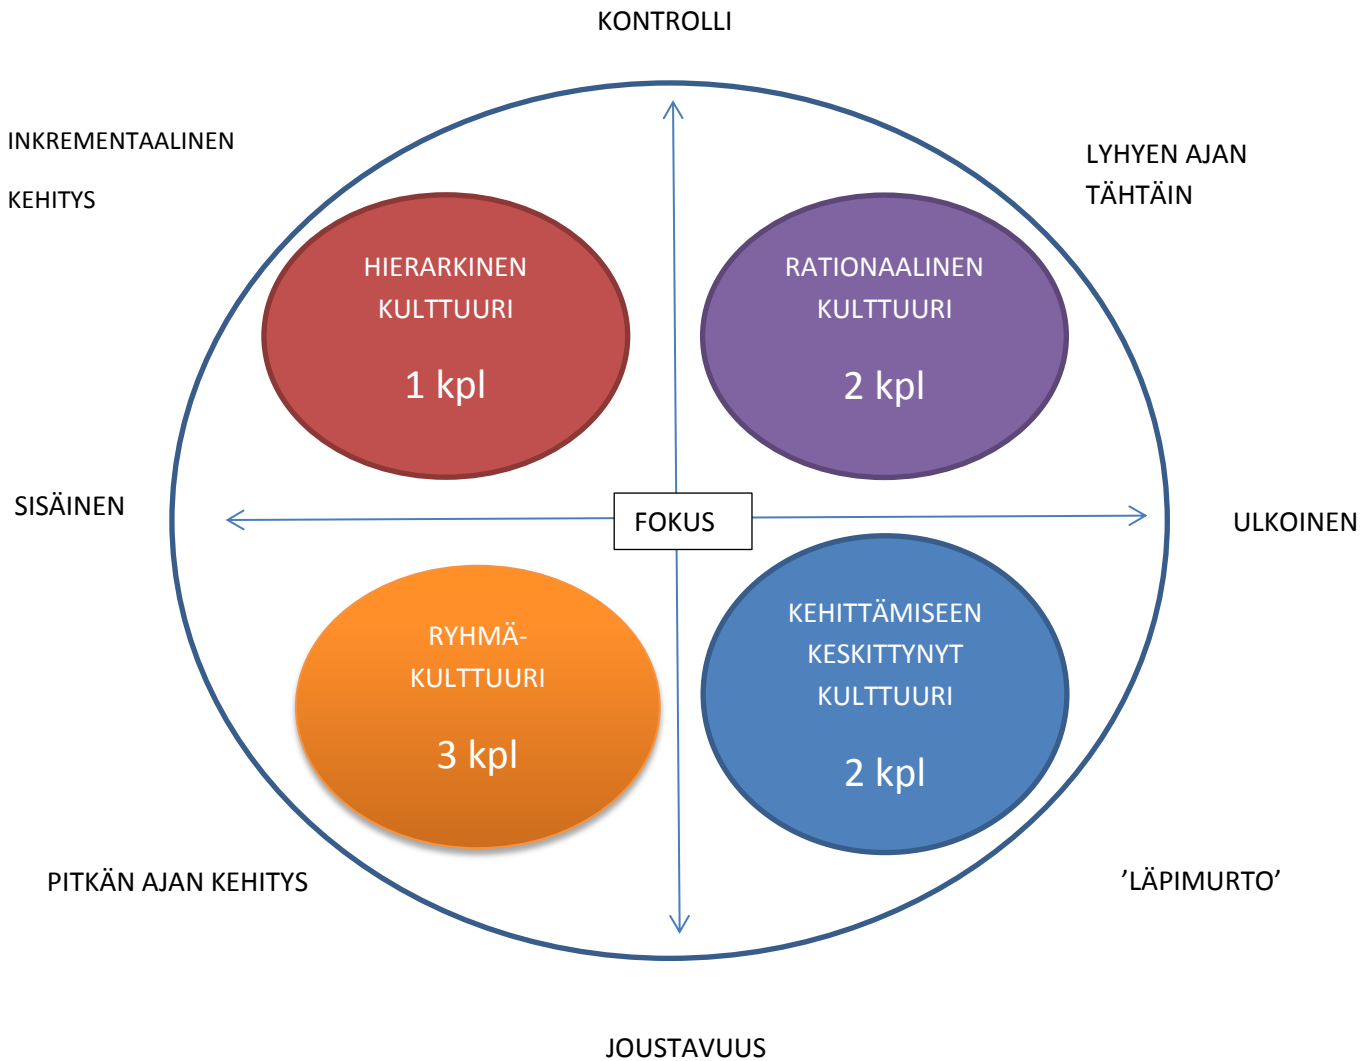 KONTROLLI
INKREMENTAALINEN
KEHITYS
LYHYEN AJAN
TÄHTÄIN
HIERARKINEN
KULTTUURI
1 kpl
RATIONAALINEN
KULTTUURI
2 kpl
SISÄINEN
FOKUS
ULKOINEN
RYHMÄ-
KULTTUURI
3 kpl
KEHITTÄMISEEN
KESKITTYNYT
KULTTUURI
2 kpl
PITKÄN AJAN KEHITYS
’LÄPIMURTO’
JOUSTAVUUS